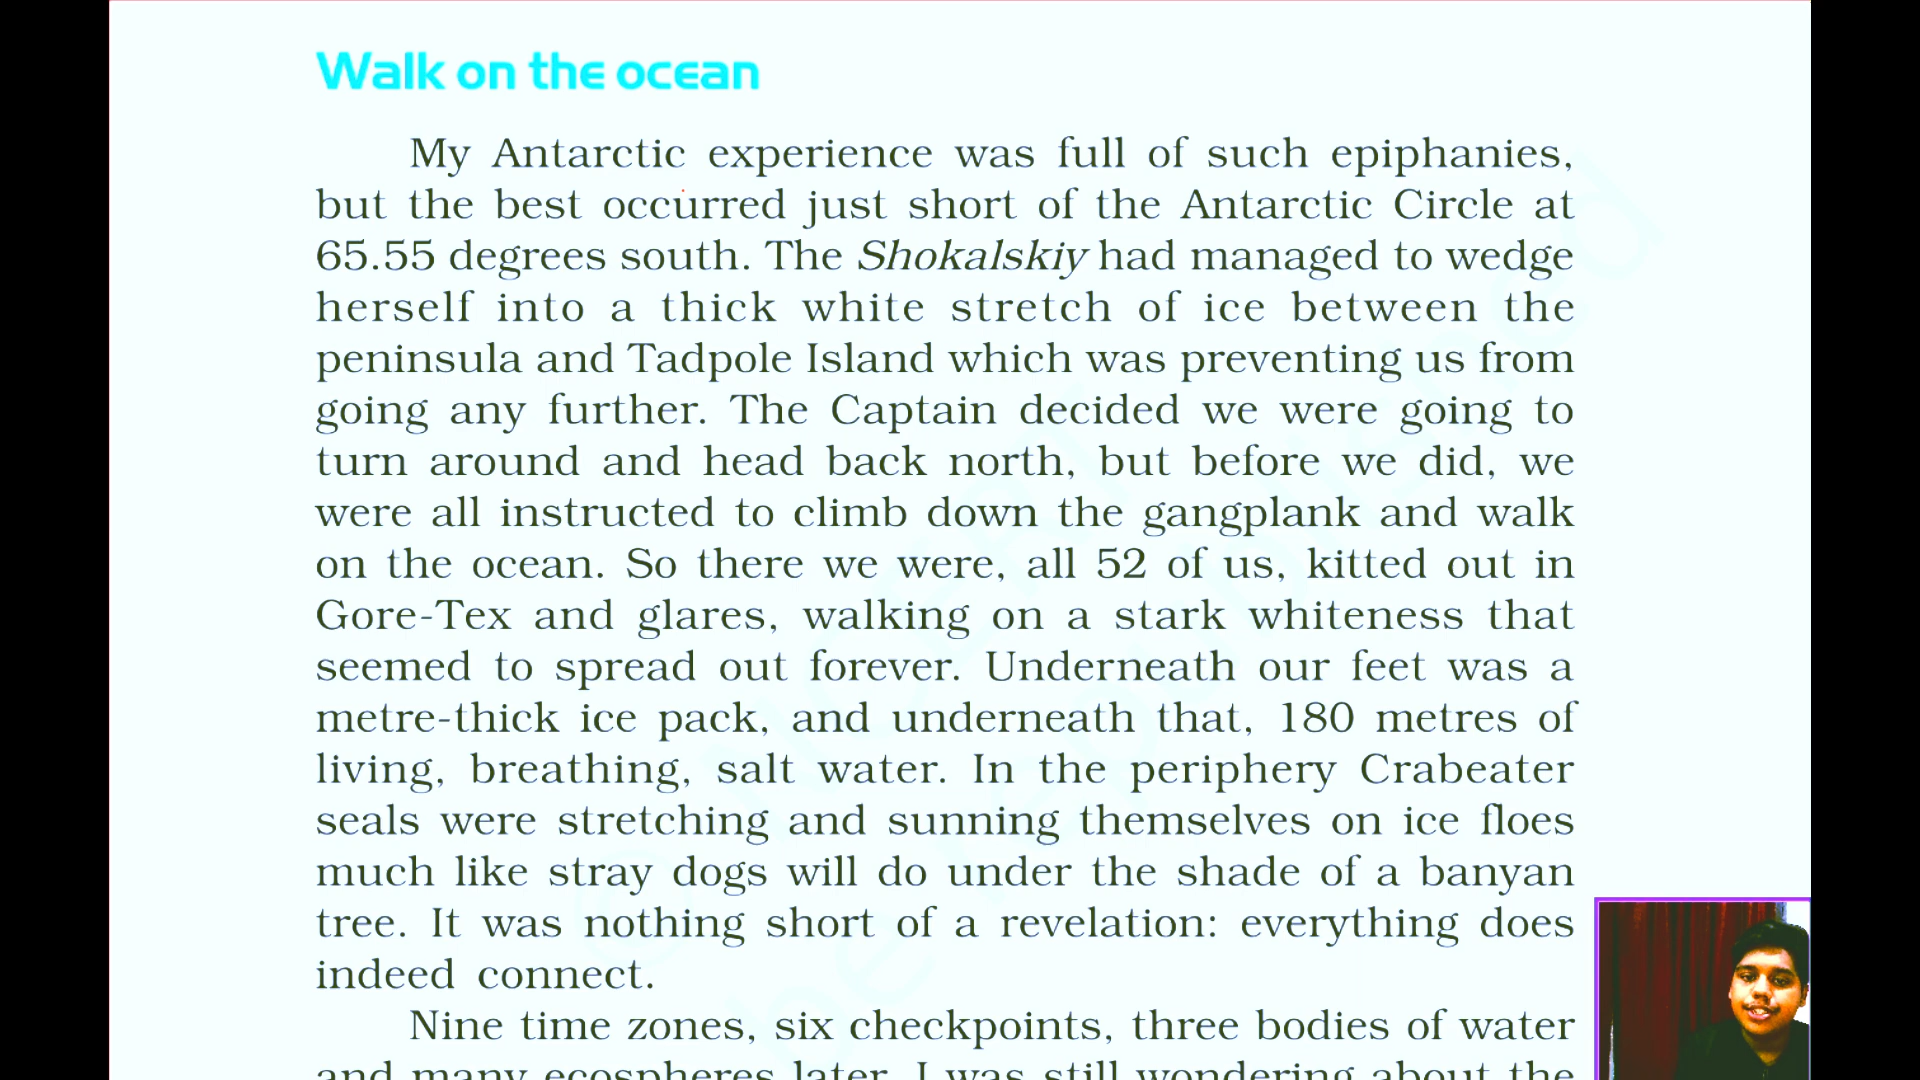 Walk on the ocean
My Antarctic experience was full of such epiphanies,
but the best occurred just short of the Antarctic Circle at
65.55 degrees south. The Shokalskiy had managed to wedge
herself into a thick white stretch of ice between the
peninsula and Tadpole Island which was preventing us from
going any further. The Captain decided we were going to
turn around and head back north, but before we did, we
were all instructed to climb down the gangplank and walk
on the ocean. So there we were, all 52 of us, kitted out in
Gore-Tex and glares, walking on a stark whiteness that
seemed to spread out forever. Underneath our feet was a
metre-thick ice pack, and underneath that, 180 metres of
living, breathing, salt water. In the periphery Crabeater
seals were stretching and sunning themselves on ice floes
much like stray dogs will do under the shade of a banyan
tree. It was nothing short of a revelation: everything does
indeed connect.
Nine time zones, six checkpoints, three bodies of water
and many ecospheres later, I was still wondering about the